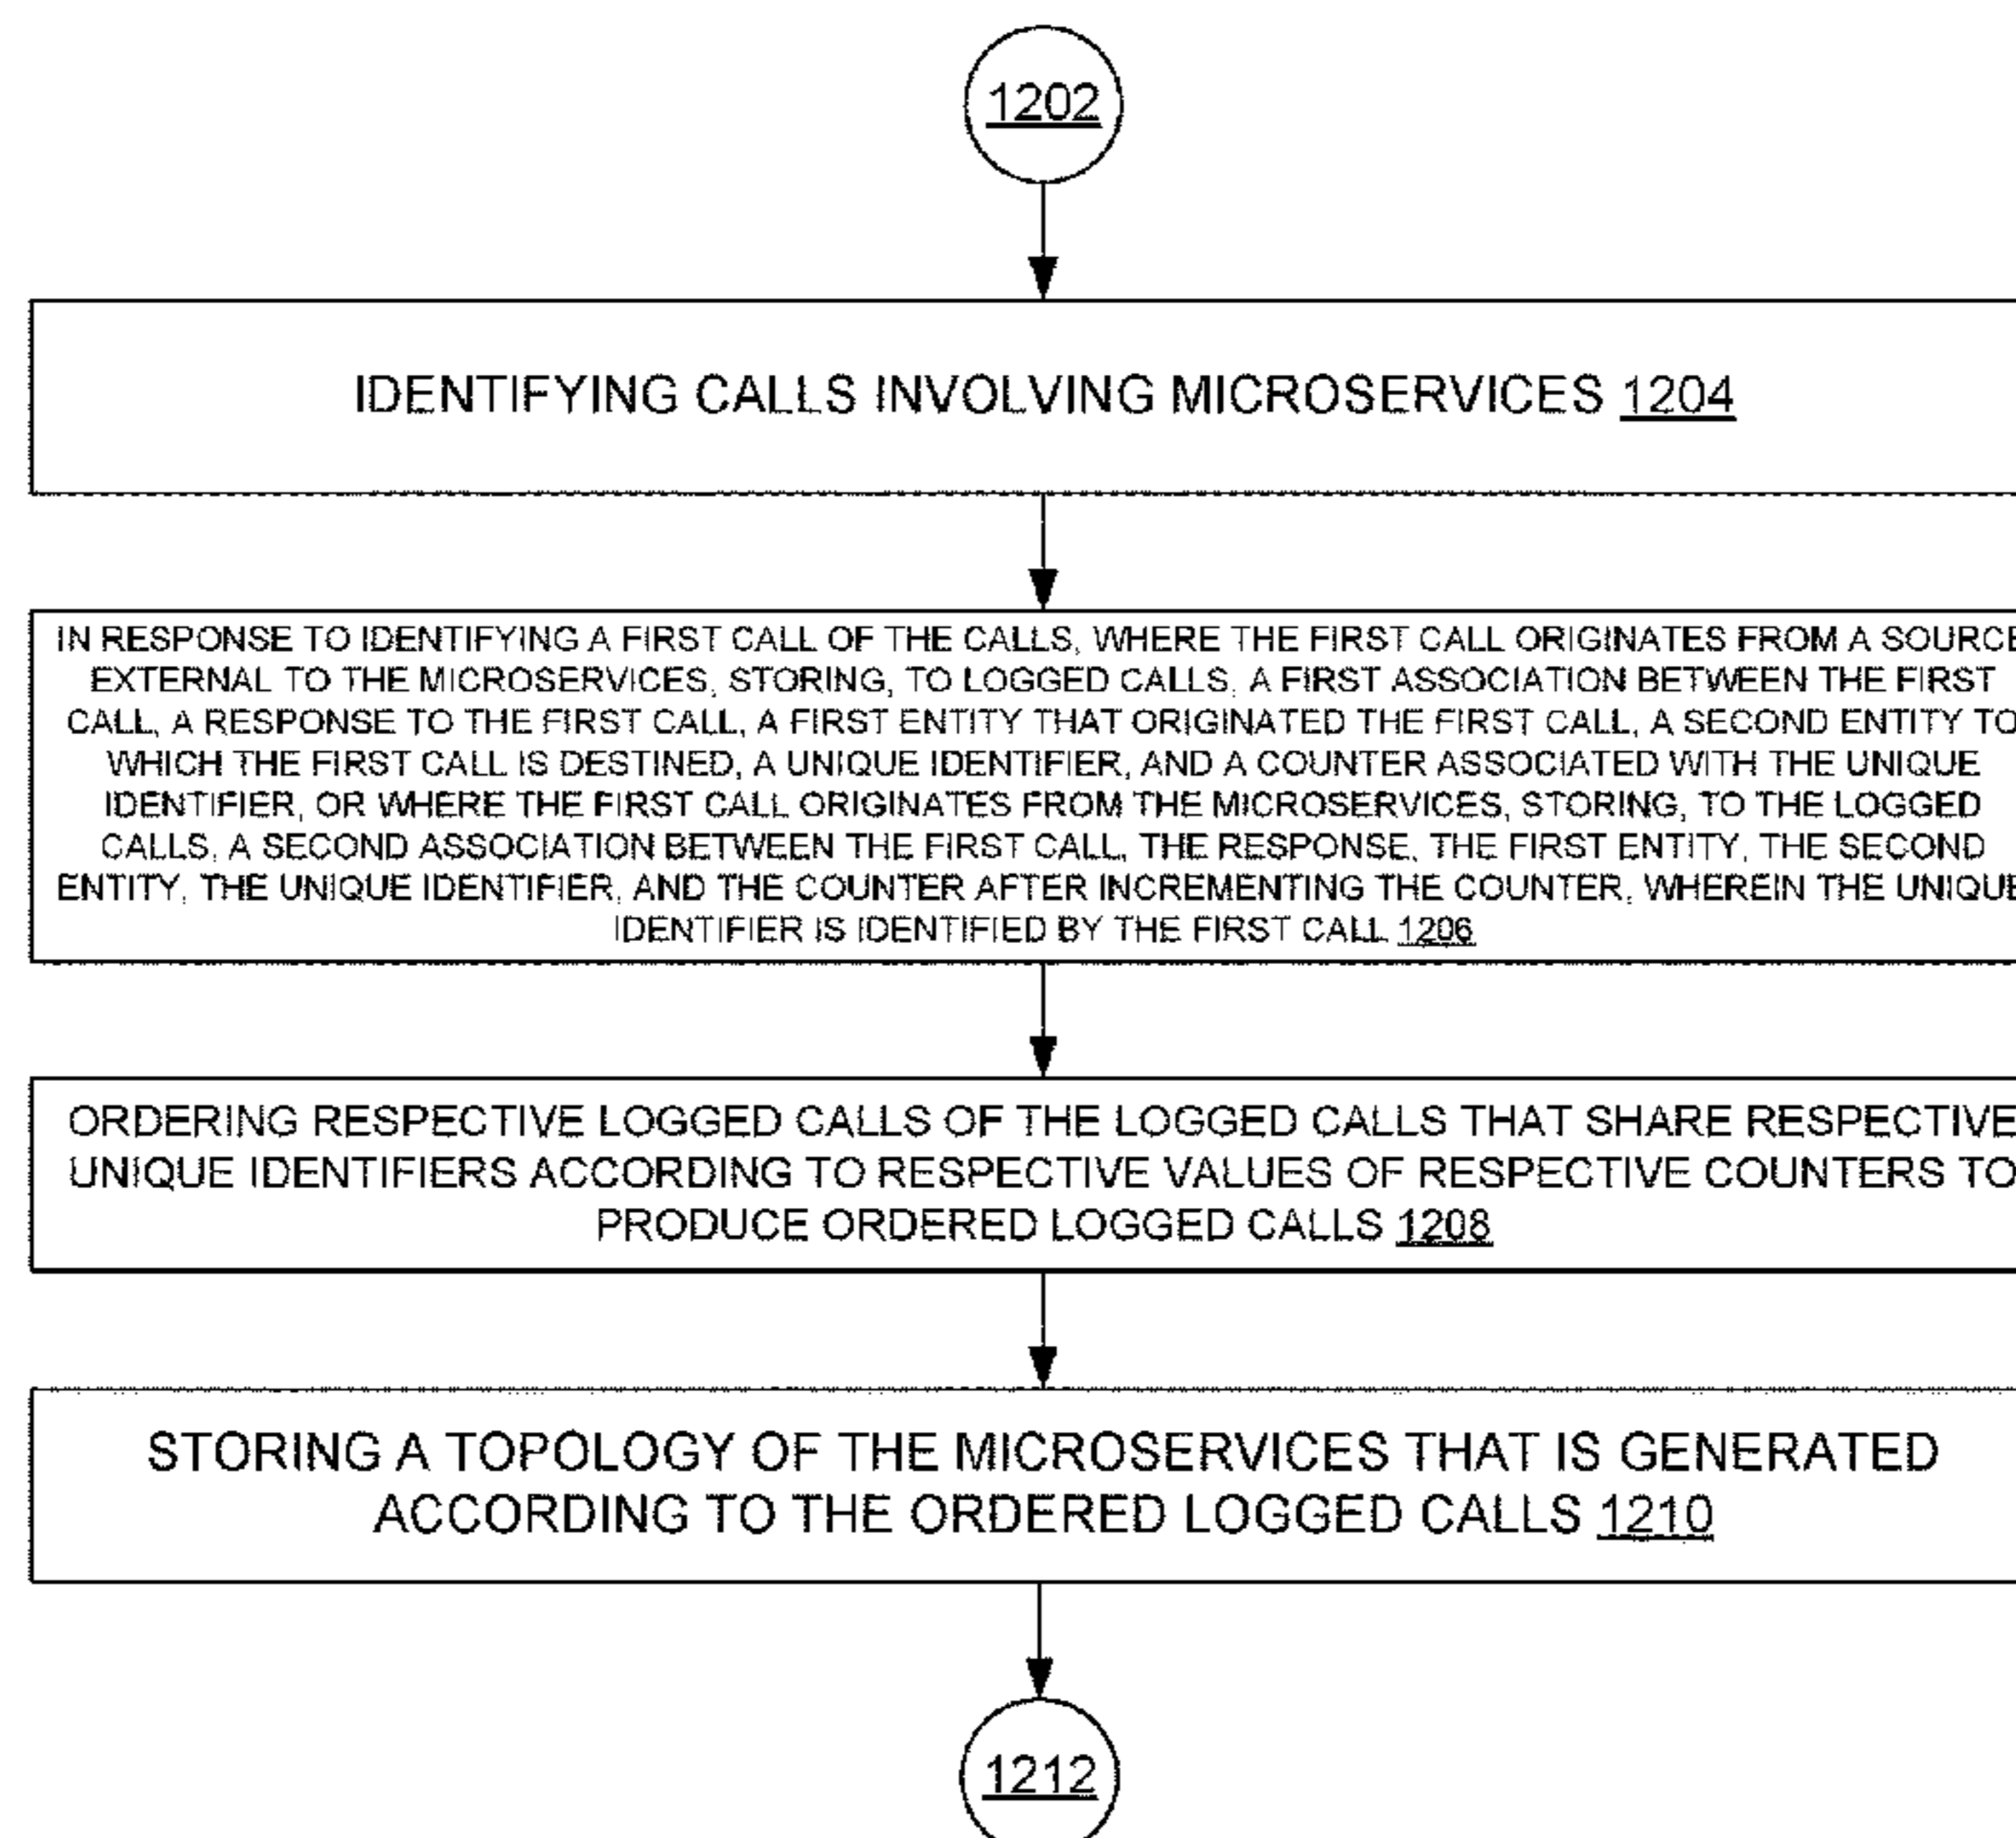 1202
IDENTIFYING CALLS INVOLVING MICROSERVICES 1204
IN RESPONSE TO IDENTIFYING A FIRST CALL OF THE CALLS, WHERE THE FIRST CALL ORIGINATES FROM A SOURCE
EXTERNAL TO THE MICROSERVICES, STORING, TO LOGGED CALLS, A FIRST ASSOCIATION BETWEEN THE FIRST
CALL, A RESPONSE TO THE FIRST CALL, A FIRST ENTITY THAT ORIGINATED THE FIRST CALL, A SECOND ENTITY TO
WHICH THE FIRST CALL IS DESTINED, A UNIQUE IDENTIFIER, AND A COUNTER ASSOCIATED WITH THE UNIQUE
IDENTIFIER, OR WHERE THE FIRST CALL ORIGINATES FROM THE MICROSERVICES, STORING, TO THE LOGGED
CALLS, A SECOND ASSOCIATION BETWEEN THE FIRST CALL, THE RESPONSE, THE FIRST ENTITY, THE SECOND
ENTITY, THE UNIQUE IDENTIFIER, AND THE COUNTER AFTER INCREMENTING THE COUNTER, WHEREIN THE UNIQUE
IDENTIFIER IS IDENTIFIED BY THE FIRST CALL 1206
ORDERING RESPECTIVE LOGGED CALLS OF THE LOGGED CALLS THAT SHARE RESPECTIVE
UNIQUE IDENTIFIERS ACCORDING TO RESPECTIVE VALUES OF RESPECTIVE COUNTERS TO
PRODUCE ORDERED LOGGED CALLS 1208
STORING A TOPOLOGY OF THE MICROSERVICES THAT IS GENERATED
ACCORDING TO THE ORDERED LOGGED CALLS 1210
1212